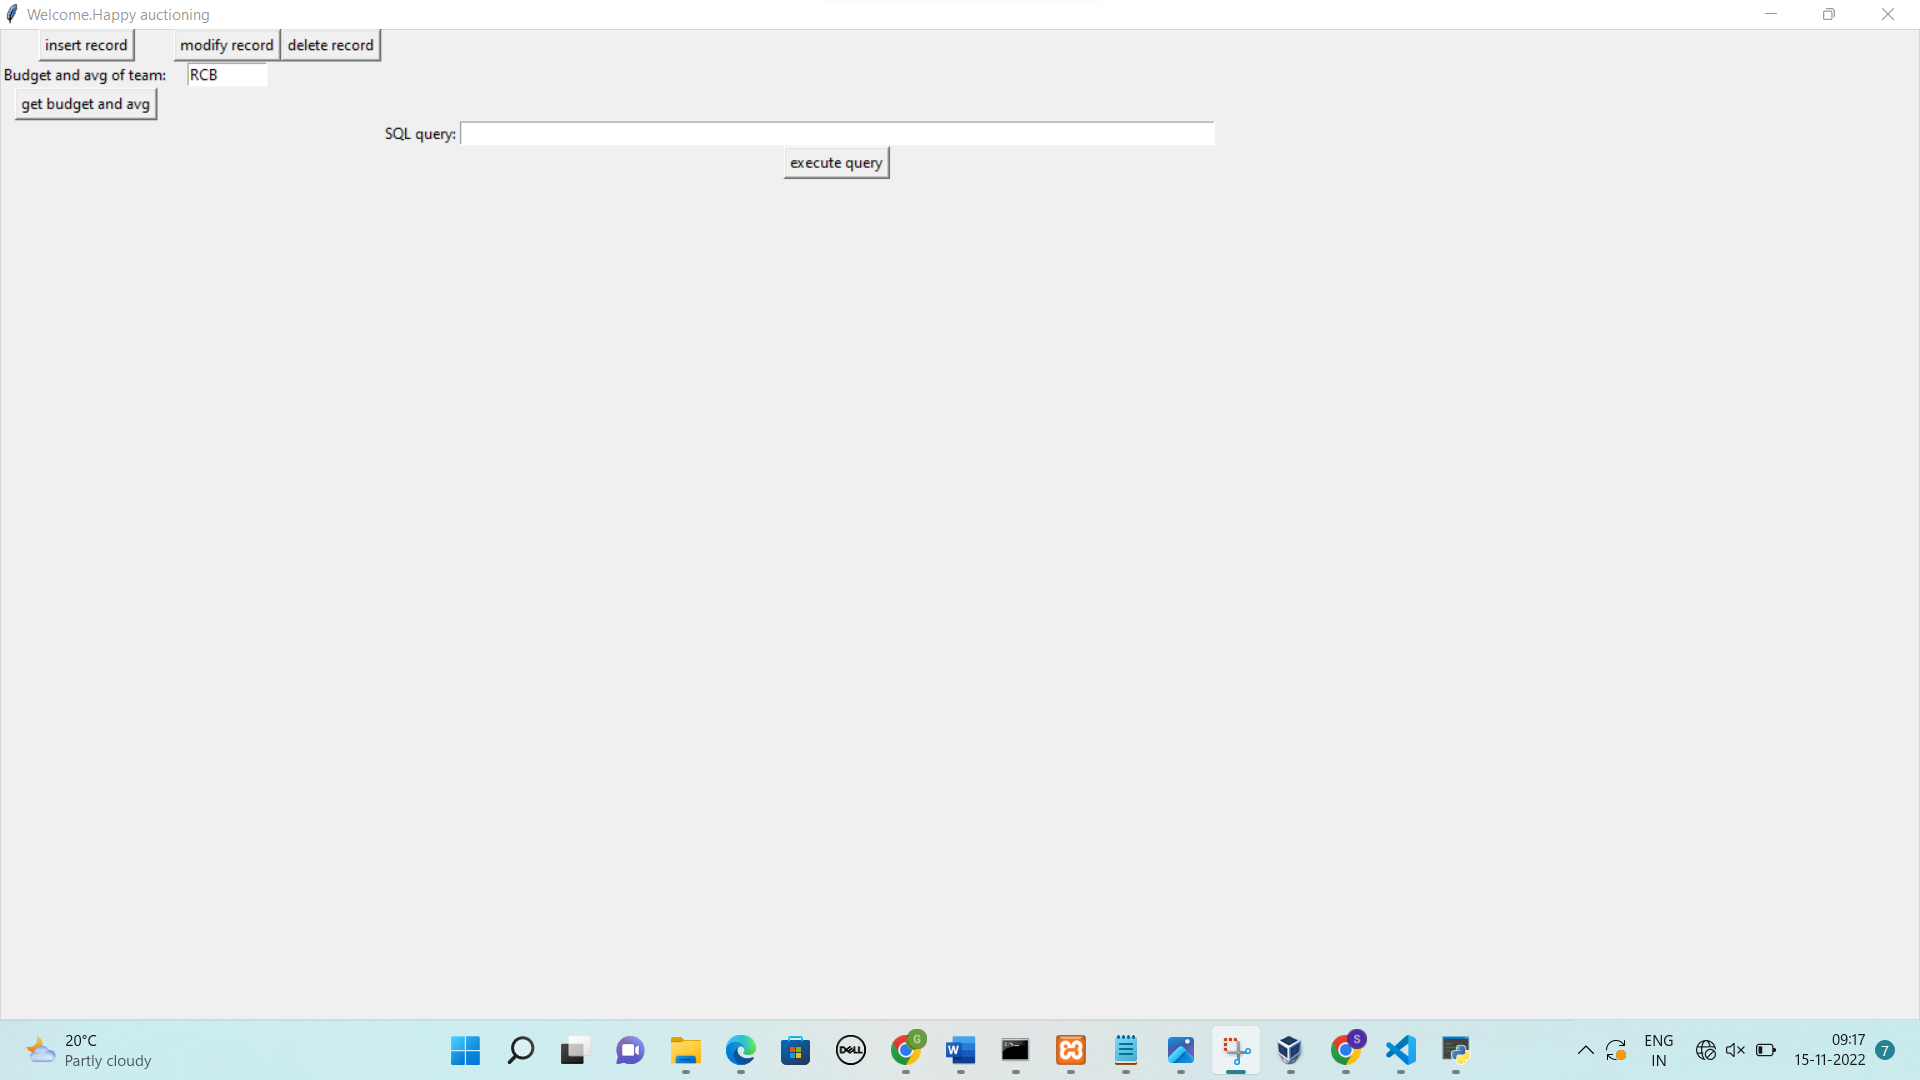 Welcome.Happy auctioning
insert record modify record delete record
Budget and avg of team: RCB
get budget and avg
SQL query:
execute query
20°C
Partly cloudy
DELL
G
W
S
ENG
IN
09:17
15-11-2022
7